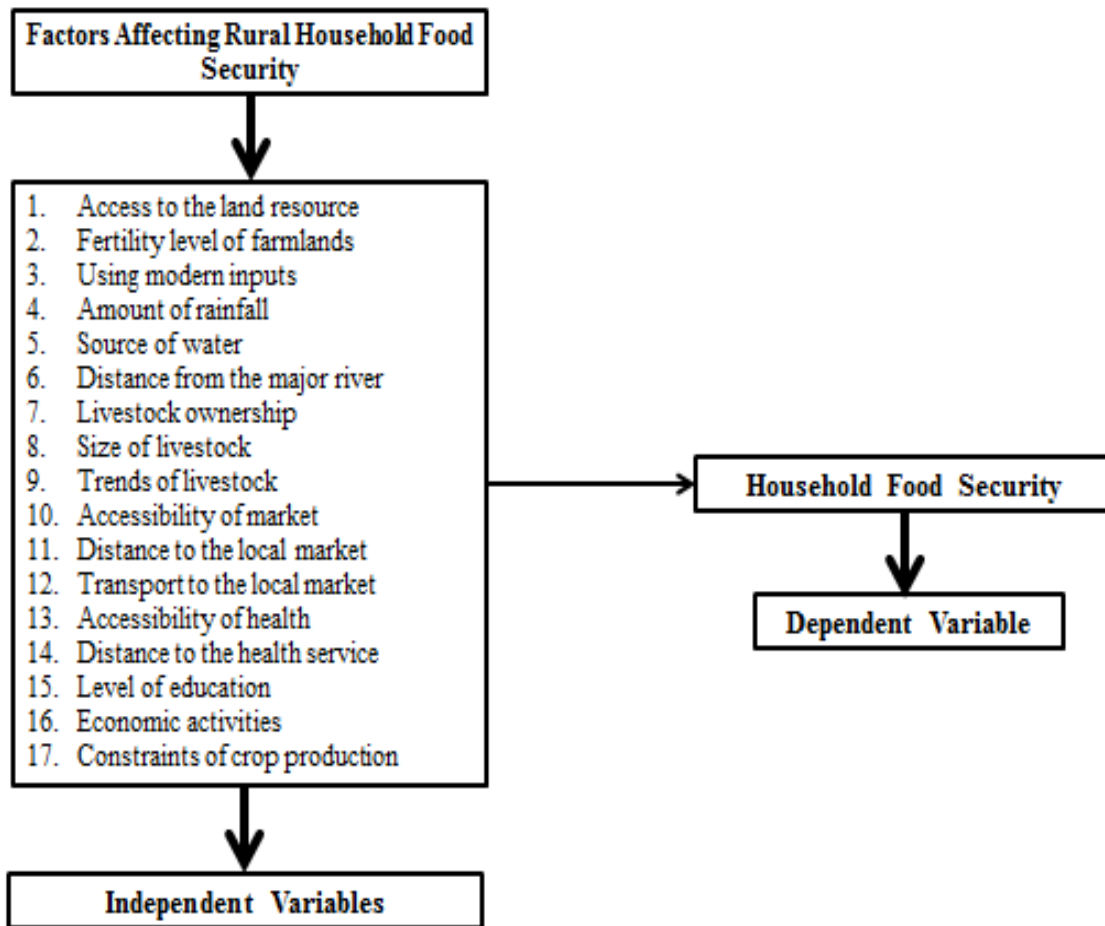 Factors Affecting Rural Household Food
Security
1. Access to the land resource
2. Fertility level of farmlands
3. Using modern inputs
4. Amount of rainfall
5. Source of water
6. Distance from the major river
7. Livestock ownership
8. Size of livestock
9. Trends of livestock
10. Accessibility of market
11. Distance to the local market
12. Transport to the local market
13. Accessibility of health
14. Distance to the health service
15. Level of education
16. Economic activities
17. Constraints of crop production
Household Food Security
Dependent Variable
Independent Variables